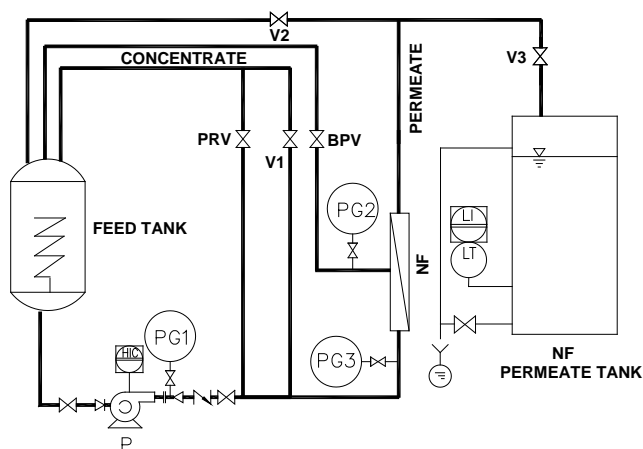 V2
CONCENTRATE
PERMEATE
V3
PRV
V1
BPV
PG2
FEED TANK
LI
LT
NF
PG1
HIC
PG3
P
NF
PERMEATE TANK